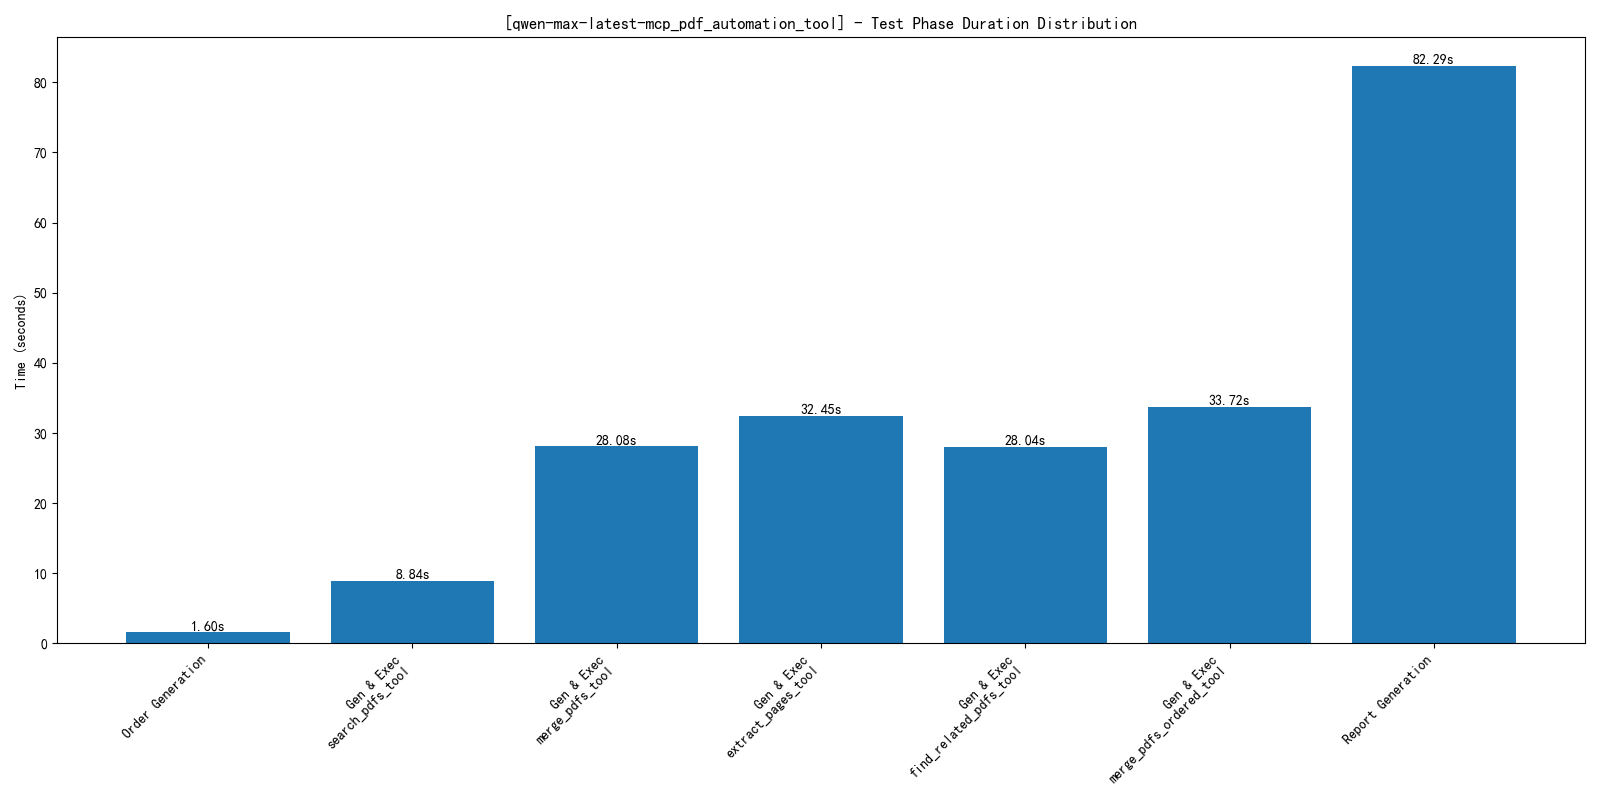 [qwen-max-latest-mcp_pdf_automation_tool] - Test Phase Duration Distribution
Time (seconds)
80
70
60
50
40
30
20
10
0
1.60s
8.84s
28.08s
32.45s
28.04s
33.72s
82.29s
Order Generation
Gen & Exec
search_pdfs_tool
Gen & Exec
merge_pdfs_tool
Gen & Exec
extract_pages_tool
Gen & Exec
find_related_pdfs_tool
Gen & Exec
merge_pdfs_ordered_tool
Report Generation